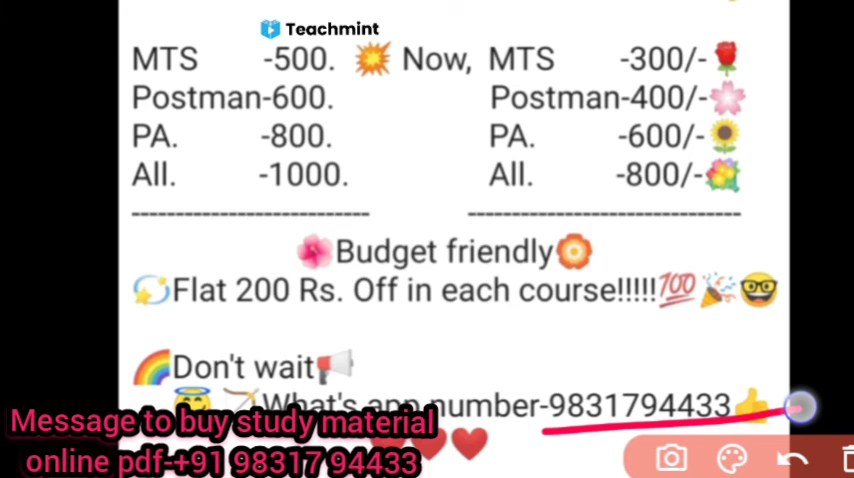 Teachmint
MTS -500. 💥 Now, MTS -300/-🌹
Postman-600. Postman-400/-🌸
PA. -800. PA. -600/-🌻
All. -1000. All. -800/-💐
-------------------------- ------------------------------
🌺Budget friendly🏵️
💫Flat 200 Rs. Off in each course!!!!!💯🎉🤓
🌈Don't wait📢
😇🏹What's app number-9831794433👍
Message to buy study material
online pdf-+91 98317 94433